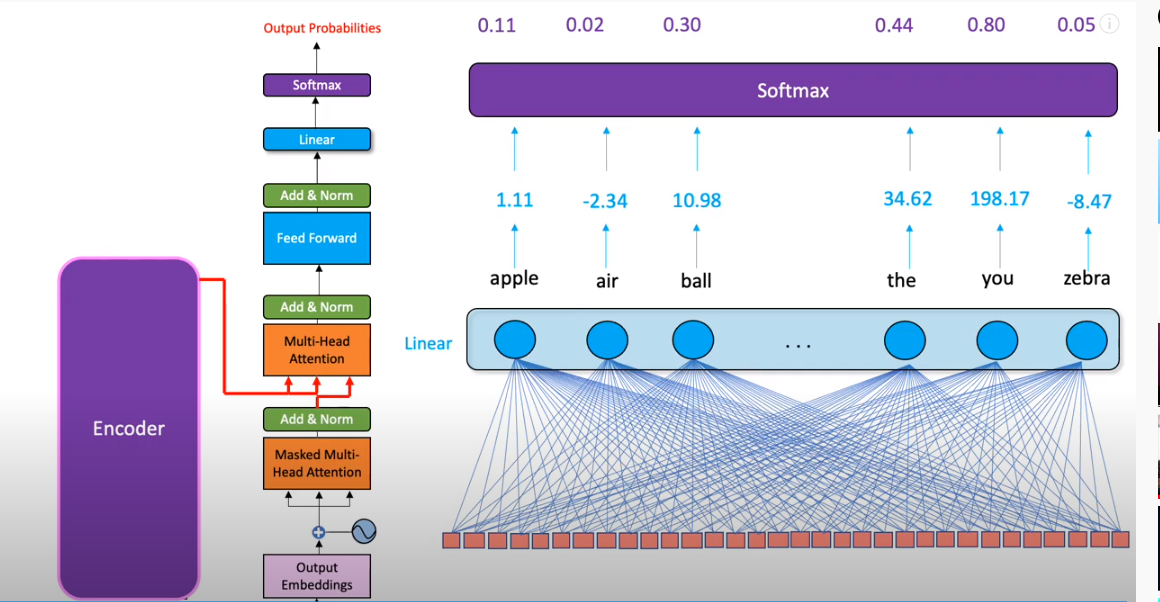 Output Probabilities
Softmax
Linear
Add & Norm
Feed Forward
Add & Norm
Multi-Head
Attention
Add & Norm
Masked Multi-
Head Attention
Output
Embeddings
Encoder
0.11 0.02 0.30 0.44 0.80 0.05
Softmax
1.11 -2.34 10.98 34.62 198.17 -8.47
apple air ball the you zebra
Linear
...